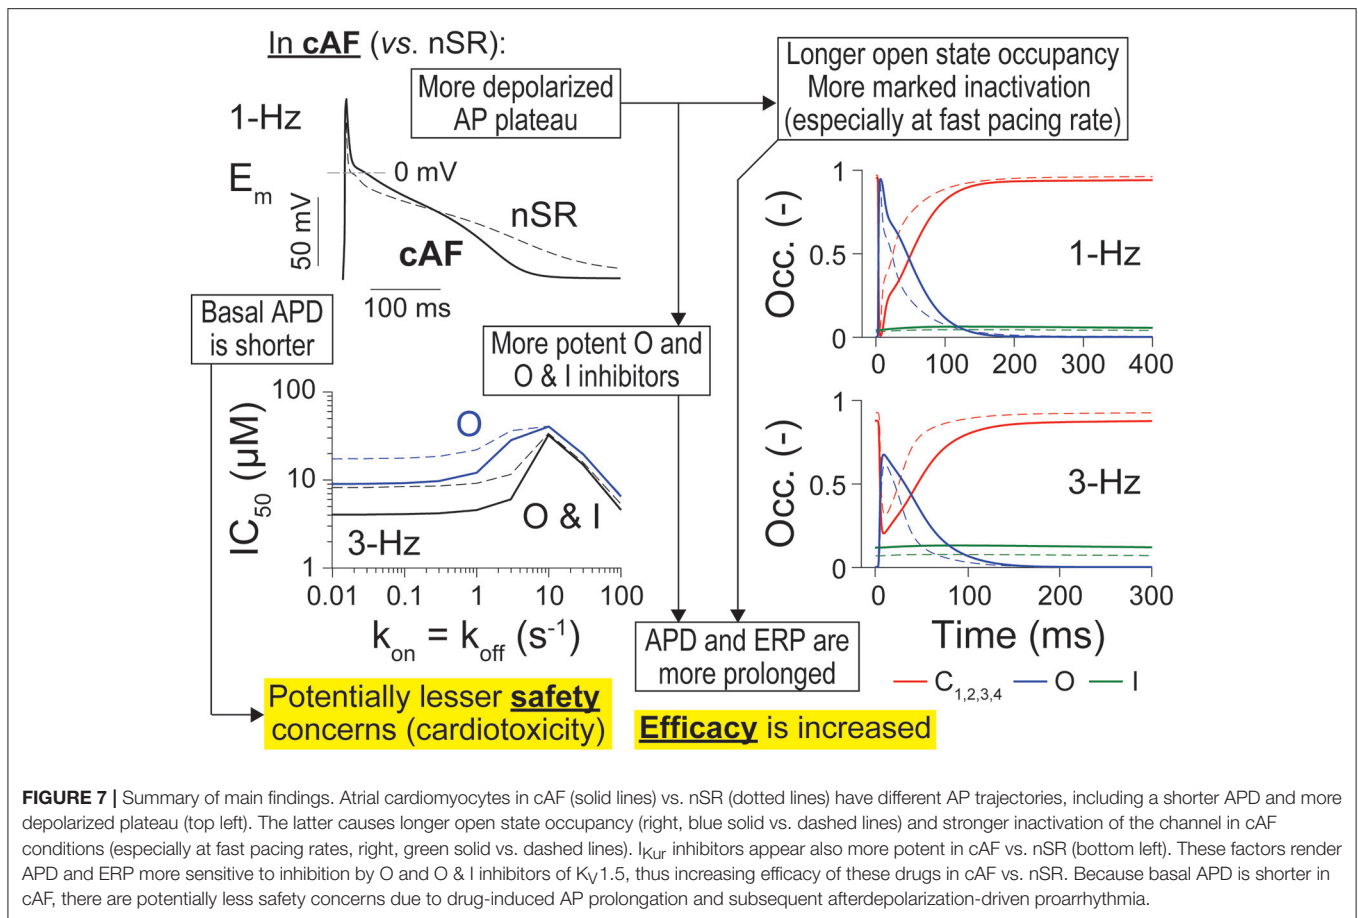 In cAF (vs. nSR):
More depolarized
AP plateau
Longer open state occupancy
More marked inactivation
(especially at fast pacing rate)
1-Hz
0 mV
Em
50 mV
nSR
cAF
100 ms
Basal APD
is shorter
More potent O and
O & I inhibitors
1
0.5
0
Occ. (-)
1-Hz
0 100 200 300 400
1
0.5
0
Occ. (-)
3-Hz
0 100 200 300
Time (ms)
C1,2,3,4 O I
100
10
1
IC50 (µM)
O
O & I
3-Hz
0.01 0.1 1 10 100
kon = koff (s-1)
APD and ERP are
more prolonged
Potentially lesser safety
concerns (cardiotoxicity)
Efficacy is increased
FIGURE 7 | Summary of main findings. Atrial cardiomyocytes in cAF (solid lines) vs. nSR (dotted lines) have different AP trajectories, including a shorter APD and more
depolarized plateau (top left). The latter causes longer open state occupancy (right, blue solid vs. dashed lines) and stronger inactivation of the channel in cAF
conditions (especially at fast pacing rates, right, green solid vs. dashed lines). IKur inhibitors appear also more potent in cAF vs. nSR (bottom left). These factors render
APD and ERP more sensitive to inhibition by O and O & I inhibitors of KV1.5, thus increasing efficacy of these drugs in cAF vs. nSR. Because basal APD is shorter in
cAF, there are potentially less safety concerns due to drug-induced AP prolongation and subsequent afterdepolarization-driven proarrhythmia.